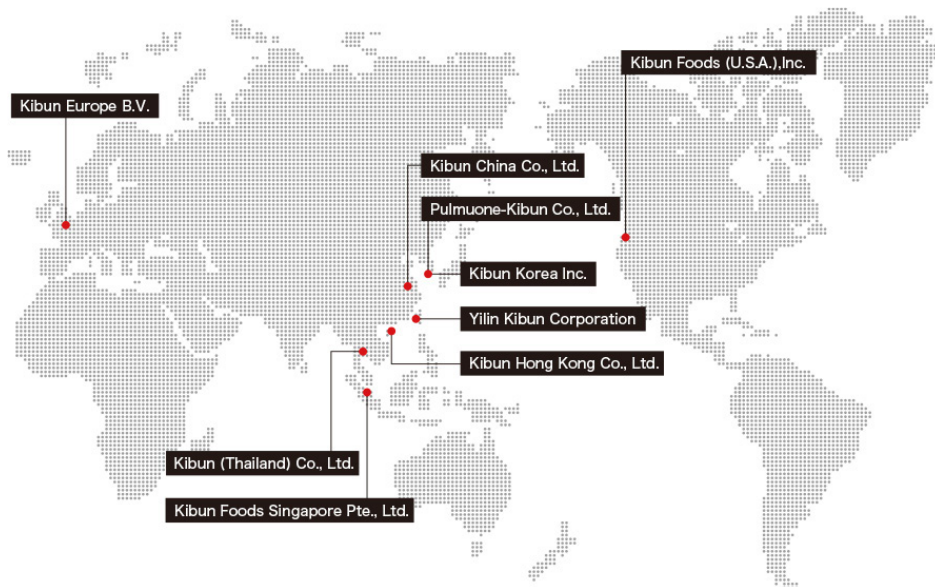 Kibun Foods (U.S.A.),Inc.
Kibun Europe B.V.
Kibun China Co., Ltd.
Pulmuone-Kibun Co., Ltd.
Kibun Korea Inc.
Yilin Kibun Corporation
Kibun Hong Kong Co., Ltd.
Kibun (Thailand) Co., Ltd.
Kibun Foods Singapore Pte., Ltd.